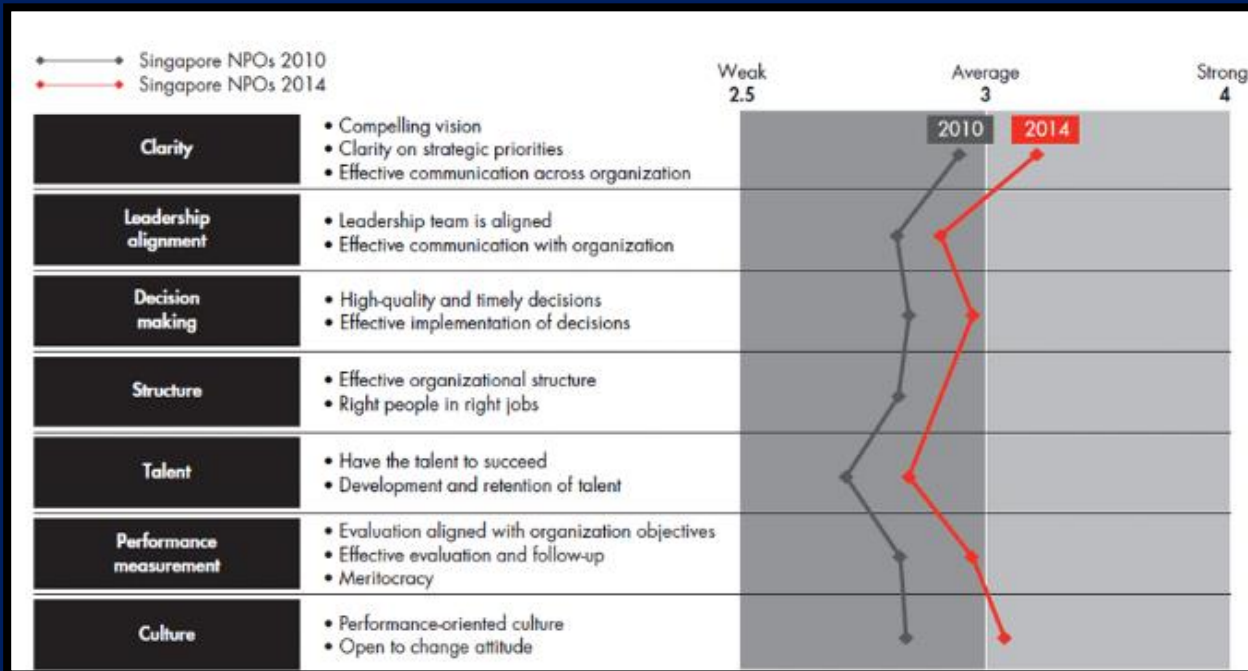 Singapore NPOs 2010
Singapore NPOs 2014
Weak
2.5
Average
3
Strong
4
2010
2014
Clarity
• Compelling vision
• Clarity on strategic priorities
• Effective communication across organization
Leadership
alignment
• Leadership team is aligned
• Effective communication with organization
Decision
making
• High-quality and timely decisions
• Effective implementation of decisions
Structure
• Effective organizational structure
• Right people in right jobs
Talent
• Have the talent to succeed
• Development and retention of talent
Performance
measurement
• Evaluation aligned with organization objectives
• Effective evaluation and follow-up
• Meritocracy
Culture
• Performance-oriented culture
• Open to change attitude